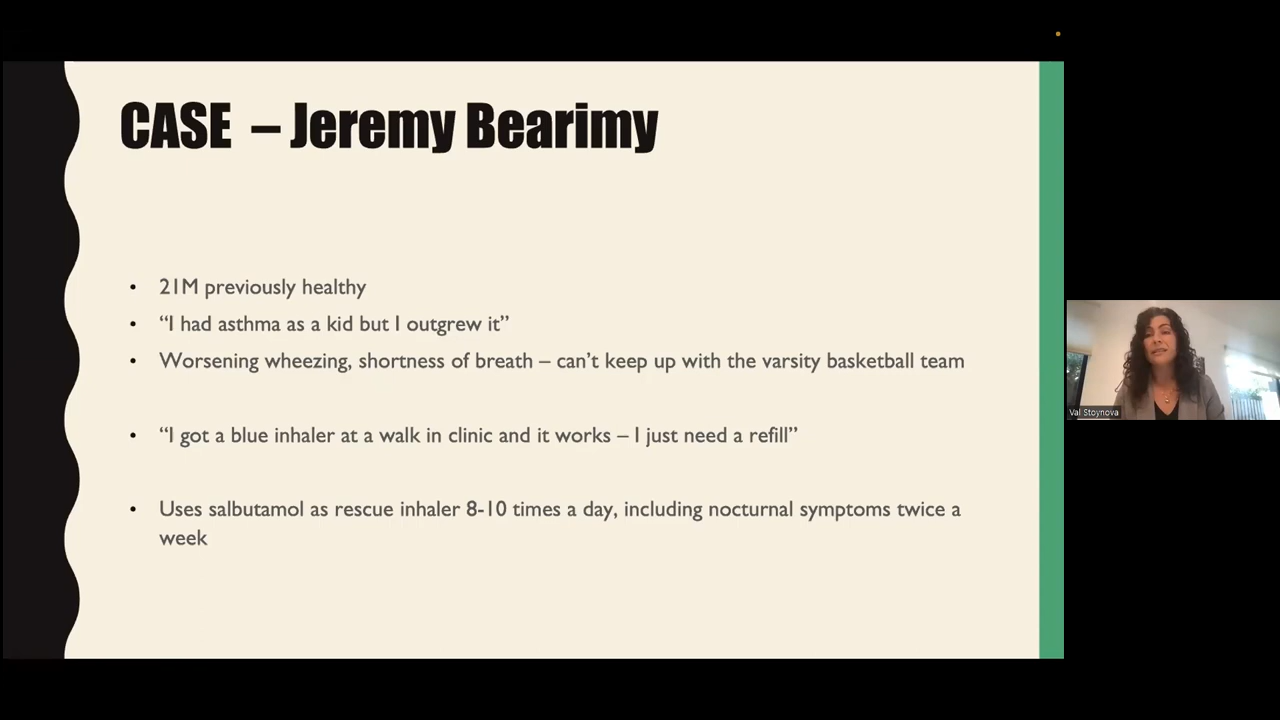 CASE – Jeremy Bearimy
• 21M previously healthy
• “I had asthma as a kid but I outgrew it”
• Worsening wheezing, shortness of breath – can’t keep up with the varsity basketball team
• “I got a blue inhaler at a walk in clinic and it works – I just need a refill”
• Uses salbutamol as rescue inhaler 8-10 times a day, including nocturnal symptoms twice a
week
Val Stoynova